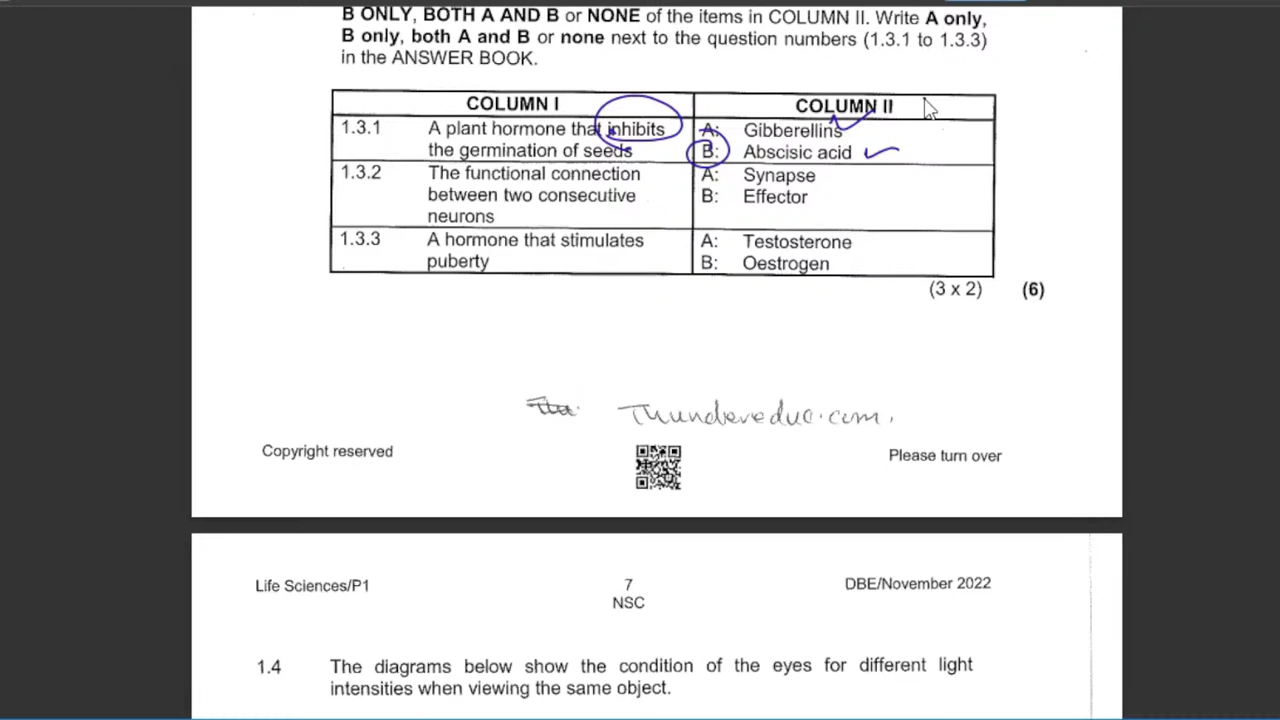 B ONLY, BOTH A AND B or NONE of the items in COLUMN II. Write A only,
B only, both A and B or none next to the question numbers (1.3.1 to 1.3.3)
in the ANSWER BOOK.
COLUMN I COLUMN II
1.3.1 A plant hormone that inhibits A: Gibberellins
the germination of seeds B: Abscisic acid
1.3.2 The functional connection A: Synapse
between two consecutive B: Effector
neurons
1.3.3 A hormone that stimulates A: Testosterone
puberty B: Oestrogen
(3 x 2) (6)
Thundereduc.com.
Copyright reserved Please turn over
Life Sciences/P1 7 DBE/November 2022
NSC
1.4 The diagrams below show the condition of the eyes for different light
intensities when viewing the same object.